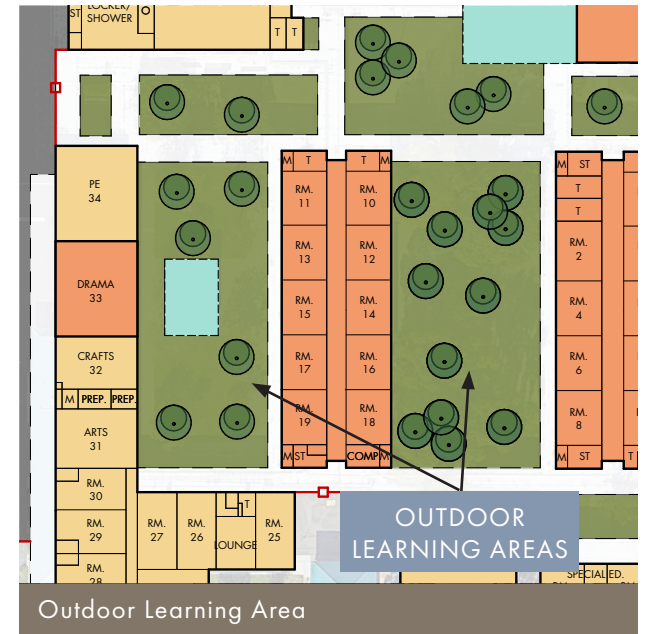 ST
LOCKER/
SHOWER
O
T T
PE
34
DRAMA
33
CRAFTS
32
M PREP. PREP.
ARTS
31
RM.
30
RM.
29
RM.
28
M T
RM.
11
RM.
13
RM.
15
RM.
17
RM.
19
M ST
T M
RM.
10
RM.
12
RM.
14
RM.
16
RM.
18
COMP M
M ST
T
T
RM.
2
RM.
4
RM.
6
RM.
8
M ST T
RM.
27
RM.
26
T
LOUNGE
RM.
25
OUTDOOR
LEARNING AREAS
SPECIAL ED.
Outdoor Learning Area